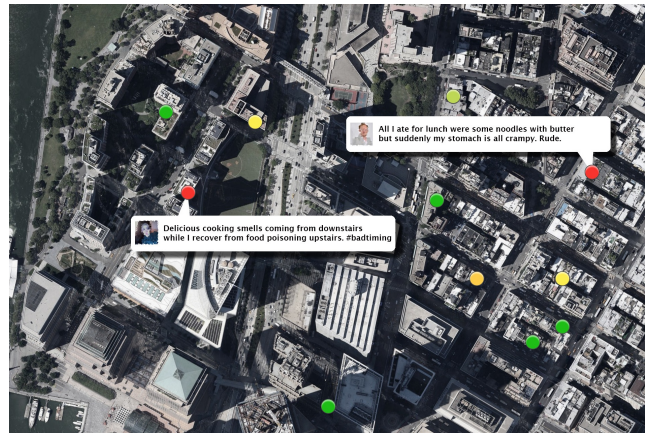 All I ate for lunch were some noodles with butter
but suddenly my stomach is all crampy. Rude.
Delicious cooking smells coming from downstairs
while I recover from food poisoning upstairs. #badtiming